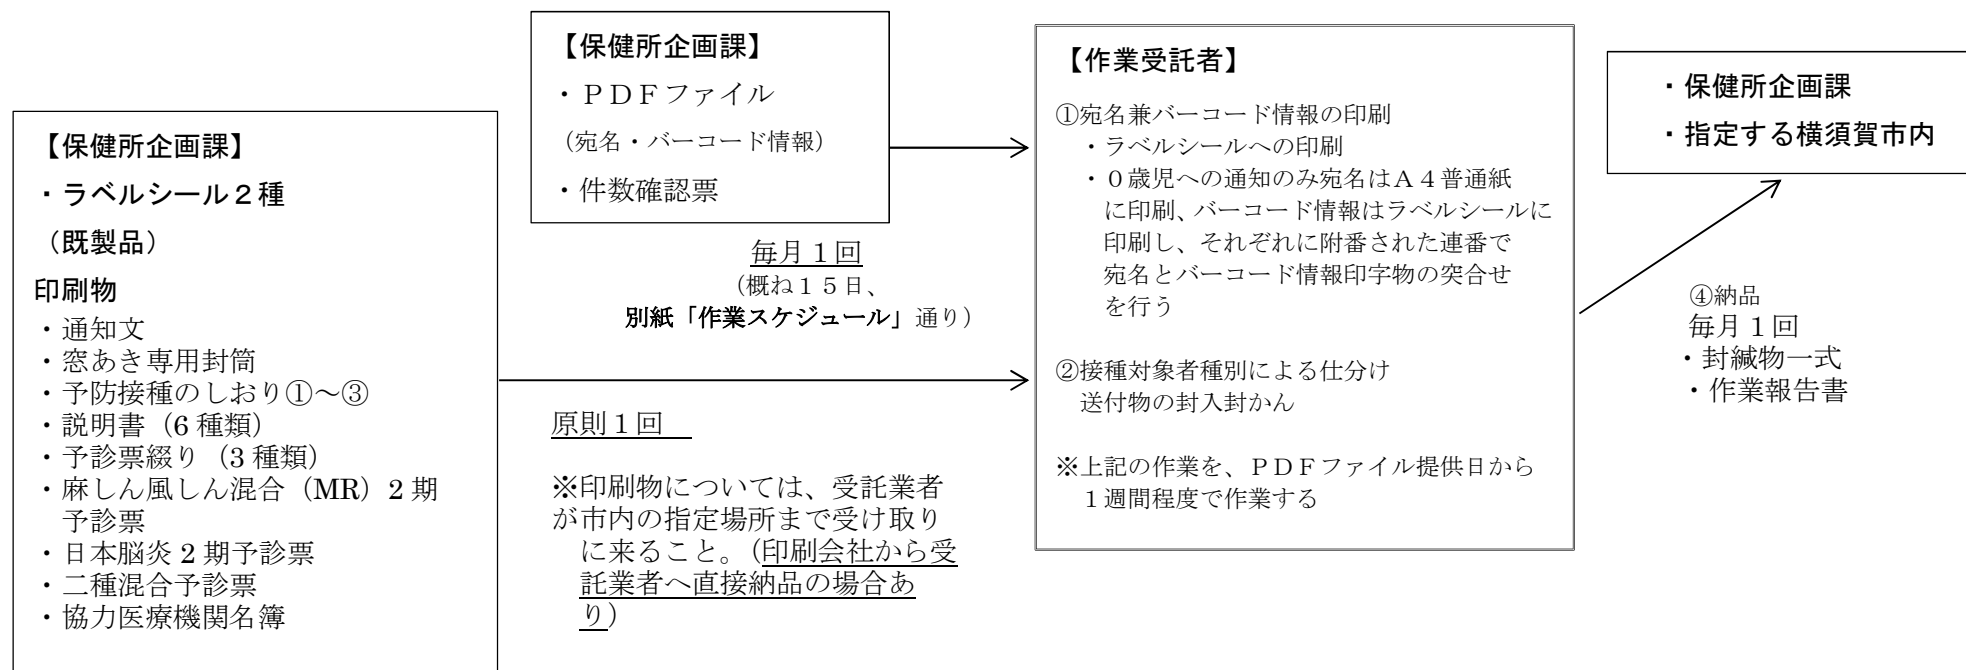 【保健所企画課】
・ラベルシール２種
（既製品）
印刷物
・通知文
・窓あき専用封筒
・予防接種のしおり①～③
・説明書（6 種類）
・予診票綴り（3 種類）
・麻しん風しん混合（MR）2 期
予診票
・日本脳炎 2 期予診票
・二種混合予診票
・協力医療機関名簿
【保健所企画課】
・ＰＤＦファイル
（宛名・バーコード情報）
・件数確認票
毎月１回
（概ね１５日、
別紙「作業スケジュール」通り）
原則１回
※印刷物については、受託業者
が市内の指定場所まで受け取り
に来ること。（印刷会社から受
託業者へ直接納品の場合あ
り）
【作業受託者】
①宛名兼バーコード情報の印刷
・ラベルシールへの印刷
・０歳児への通知のみ宛名はＡ４普通紙
に印刷、バーコード情報はラベルシールに
印刷し、それぞれに附番された連番で
宛名とバーコード情報印字物の突合せ
を行う
②接種対象者種別による仕分け
送付物の封入封かん
※上記の作業を、ＰＤＦファイル提供日から
１週間程度で作業する
・保健所企画課
・指定する横須賀市内
④納品
毎月１回
・封緘物一式
・作業報告書